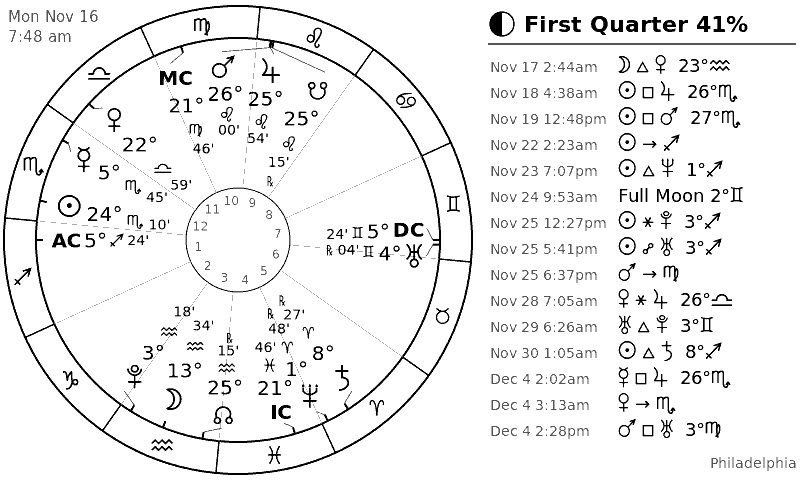 Mon Nov 16
7:48 am
First Quarter 41%
Nov 17 2:44am ☽ △ ♀ 23°♒
Nov 18 4:38am ☉ □ ♃ 26°♏
Nov 19 12:48pm ☉ □ ♂ 27°♏
Nov 22 2:23am ☉ → ♐
Nov 23 7:07pm ☉ △ ♆ 1°♐
Nov 24 9:53am Full Moon 2°♊
Nov 25 12:27pm ☉ ⚹ ♇ 3°♐
Nov 25 5:41pm ☉ ☍ ♅ 3°♐
Nov 25 6:37pm ♂ → ♍
Nov 28 7:05am ♀ ⚹ ♃ 26°♎
Nov 29 6:26am ♅ △ ♇ 3°♊
Nov 30 1:05am ☉ △ ♄ 8°♐
Dec 4 2:02am ☿ □ ♃ 26°♏
Dec 4 3:13am ♀ → ♏
Dec 4 2:28pm ♂ □ ♅ 3°♍
Philadelphia
MC 21° ♍ 46'
♂ 26° ♌ 00'
♃ 25° ♌ 54'
☋ 25° ♌ 15' ℞
♀ 22° ♎ 59'
☿ 5° ♏ 45'
☉ 24° ♏ 10'
AC 5° ♐ 24'
24' ♊ 5° DC
℞ 04' ♊ 4° ♅
♇ 3° ♒ 18'
☽ 13° ♒ 34'
☊ 25° ♒ 15' ℞
IC 21° ♓ 46'
♆ 1° ♈ 48' ℞
♄ 8° ♈ 27' ℞
♈
♉
♊
♋
♌
♍
♎
♏
♐
♑
♒
♓
1
2
3
4
5
6
7
8
9
10
11
12